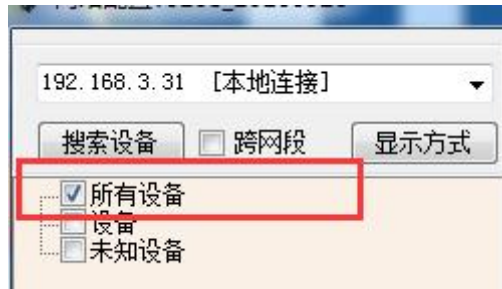 192.168.3.31 [本地连接]
搜索设备 跨网段 显示方式
所有设备
设备
未知设备